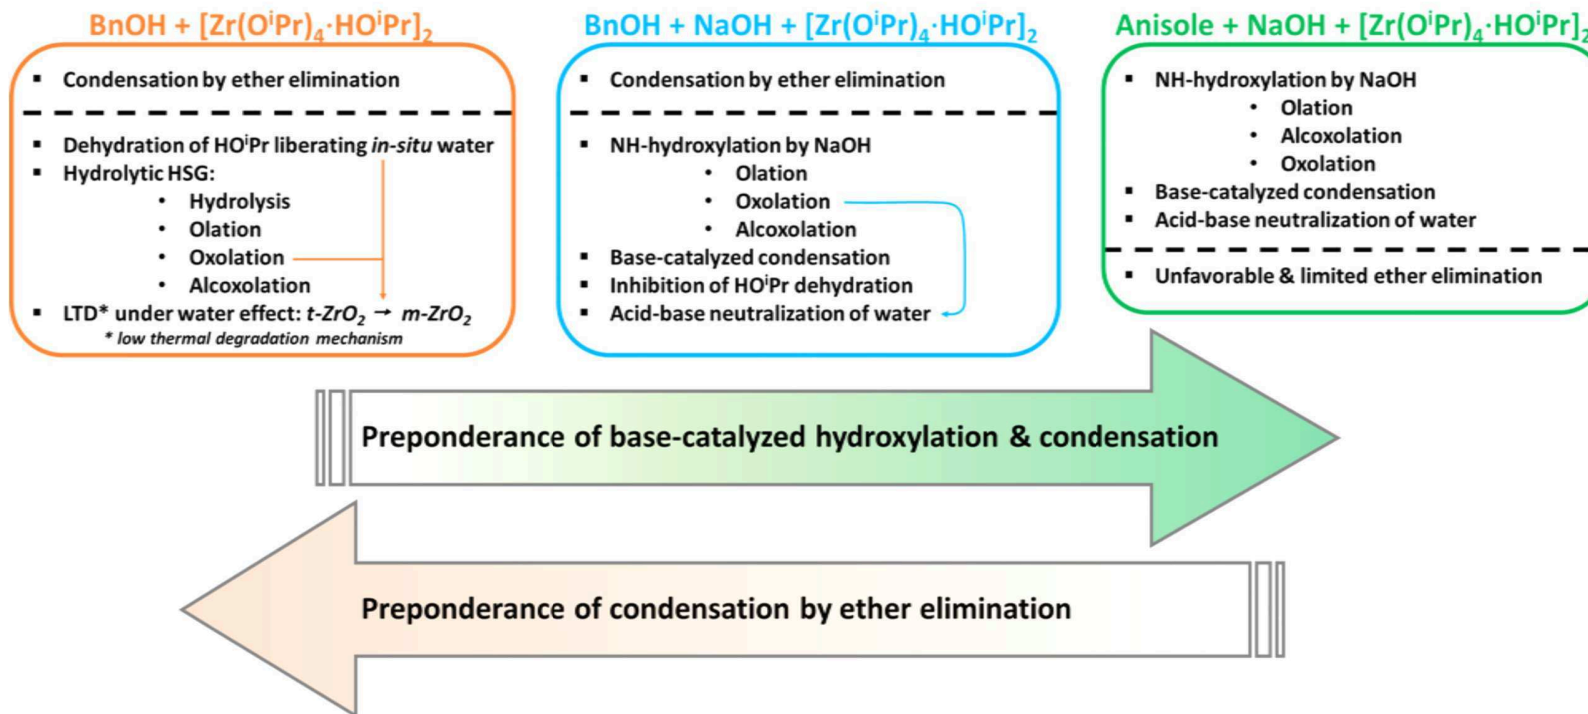 BnOH + [Zr(OⁱPr)₄·HOⁱPr]₂
▪ Condensation by ether elimination
▪ Dehydration of HOⁱPr liberating in-situ water
▪ Hydrolytic HSG:
• Hydrolysis
• Olation
• Oxolation
• Alcoxolation
▪ LTD* under water effect: t-ZrO₂ → m-ZrO₂
* low thermal degradation mechanism
BnOH + NaOH + [Zr(OⁱPr)₄·HOⁱPr]₂
▪ Condensation by ether elimination
▪ NH-hydroxylation by NaOH
• Olation
• Oxolation
• Alcoxolation
▪ Base-catalyzed condensation
▪ Inhibition of HOⁱPr dehydration
▪ Acid-base neutralization of water
Anisole + NaOH + [Zr(OⁱPr)₄·HOⁱPr]₂
▪ NH-hydroxylation by NaOH
• Olation
• Alcoxolation
• Oxolation
▪ Base-catalyzed condensation
▪ Acid-base neutralization of water
▪ Unfavorable & limited ether elimination
Preponderance of base-catalyzed hydroxylation & condensation
Preponderance of condensation by ether elimination